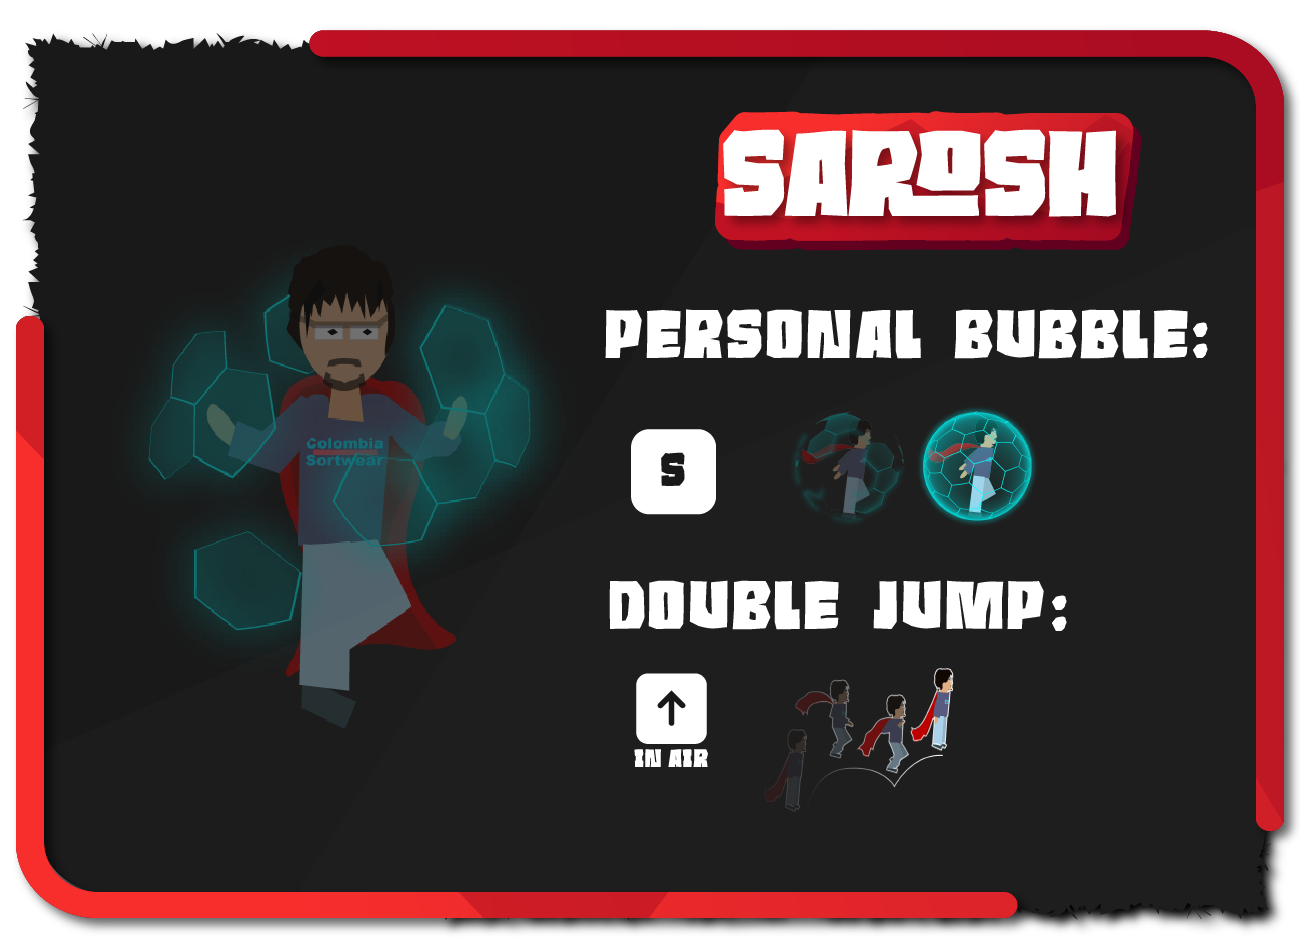 SAROSH
PERSONAL BUBBLE:
S
DOUBLE JUMP:
IN AIR
Colombia
Sortwear